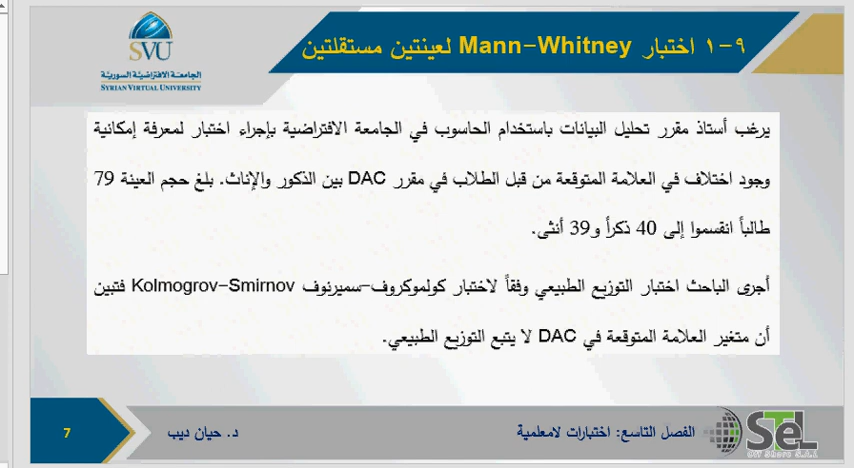 ٩-١ اختبار Mann-Whitney لعينتين مستقلتين
SVU
الجامعة الافتراضية السورية
SYRIAN VIRTUAL UNIVERSITY
يرغب أستاذ مقرر تحليل البيانات باستخدام الحاسوب في الجامعة الافتراضية بإجراء اختبار لمعرفة إمكانية
وجود اختلاف في العلامة المتوقعة من قبل الطلاب في مقرر DAC بين الذكور والإناث. بلغ حجم العينة 79
طالباً انقسموا إلى 40 ذكراً و39 أنثى.
أجرى الباحث اختبار التوزيع الطبيعي وفقاً لاختبار كولموكروف-سميرنوف Kolmogrov-Smirnov فتبين
أن متغير العلامة المتوقعة في DAC لا يتبع التوزيع الطبيعي.
STeL
Off Shore S.A.L
الفصل التاسع: اختبارات لامعلمية
د. حيان ديب
7